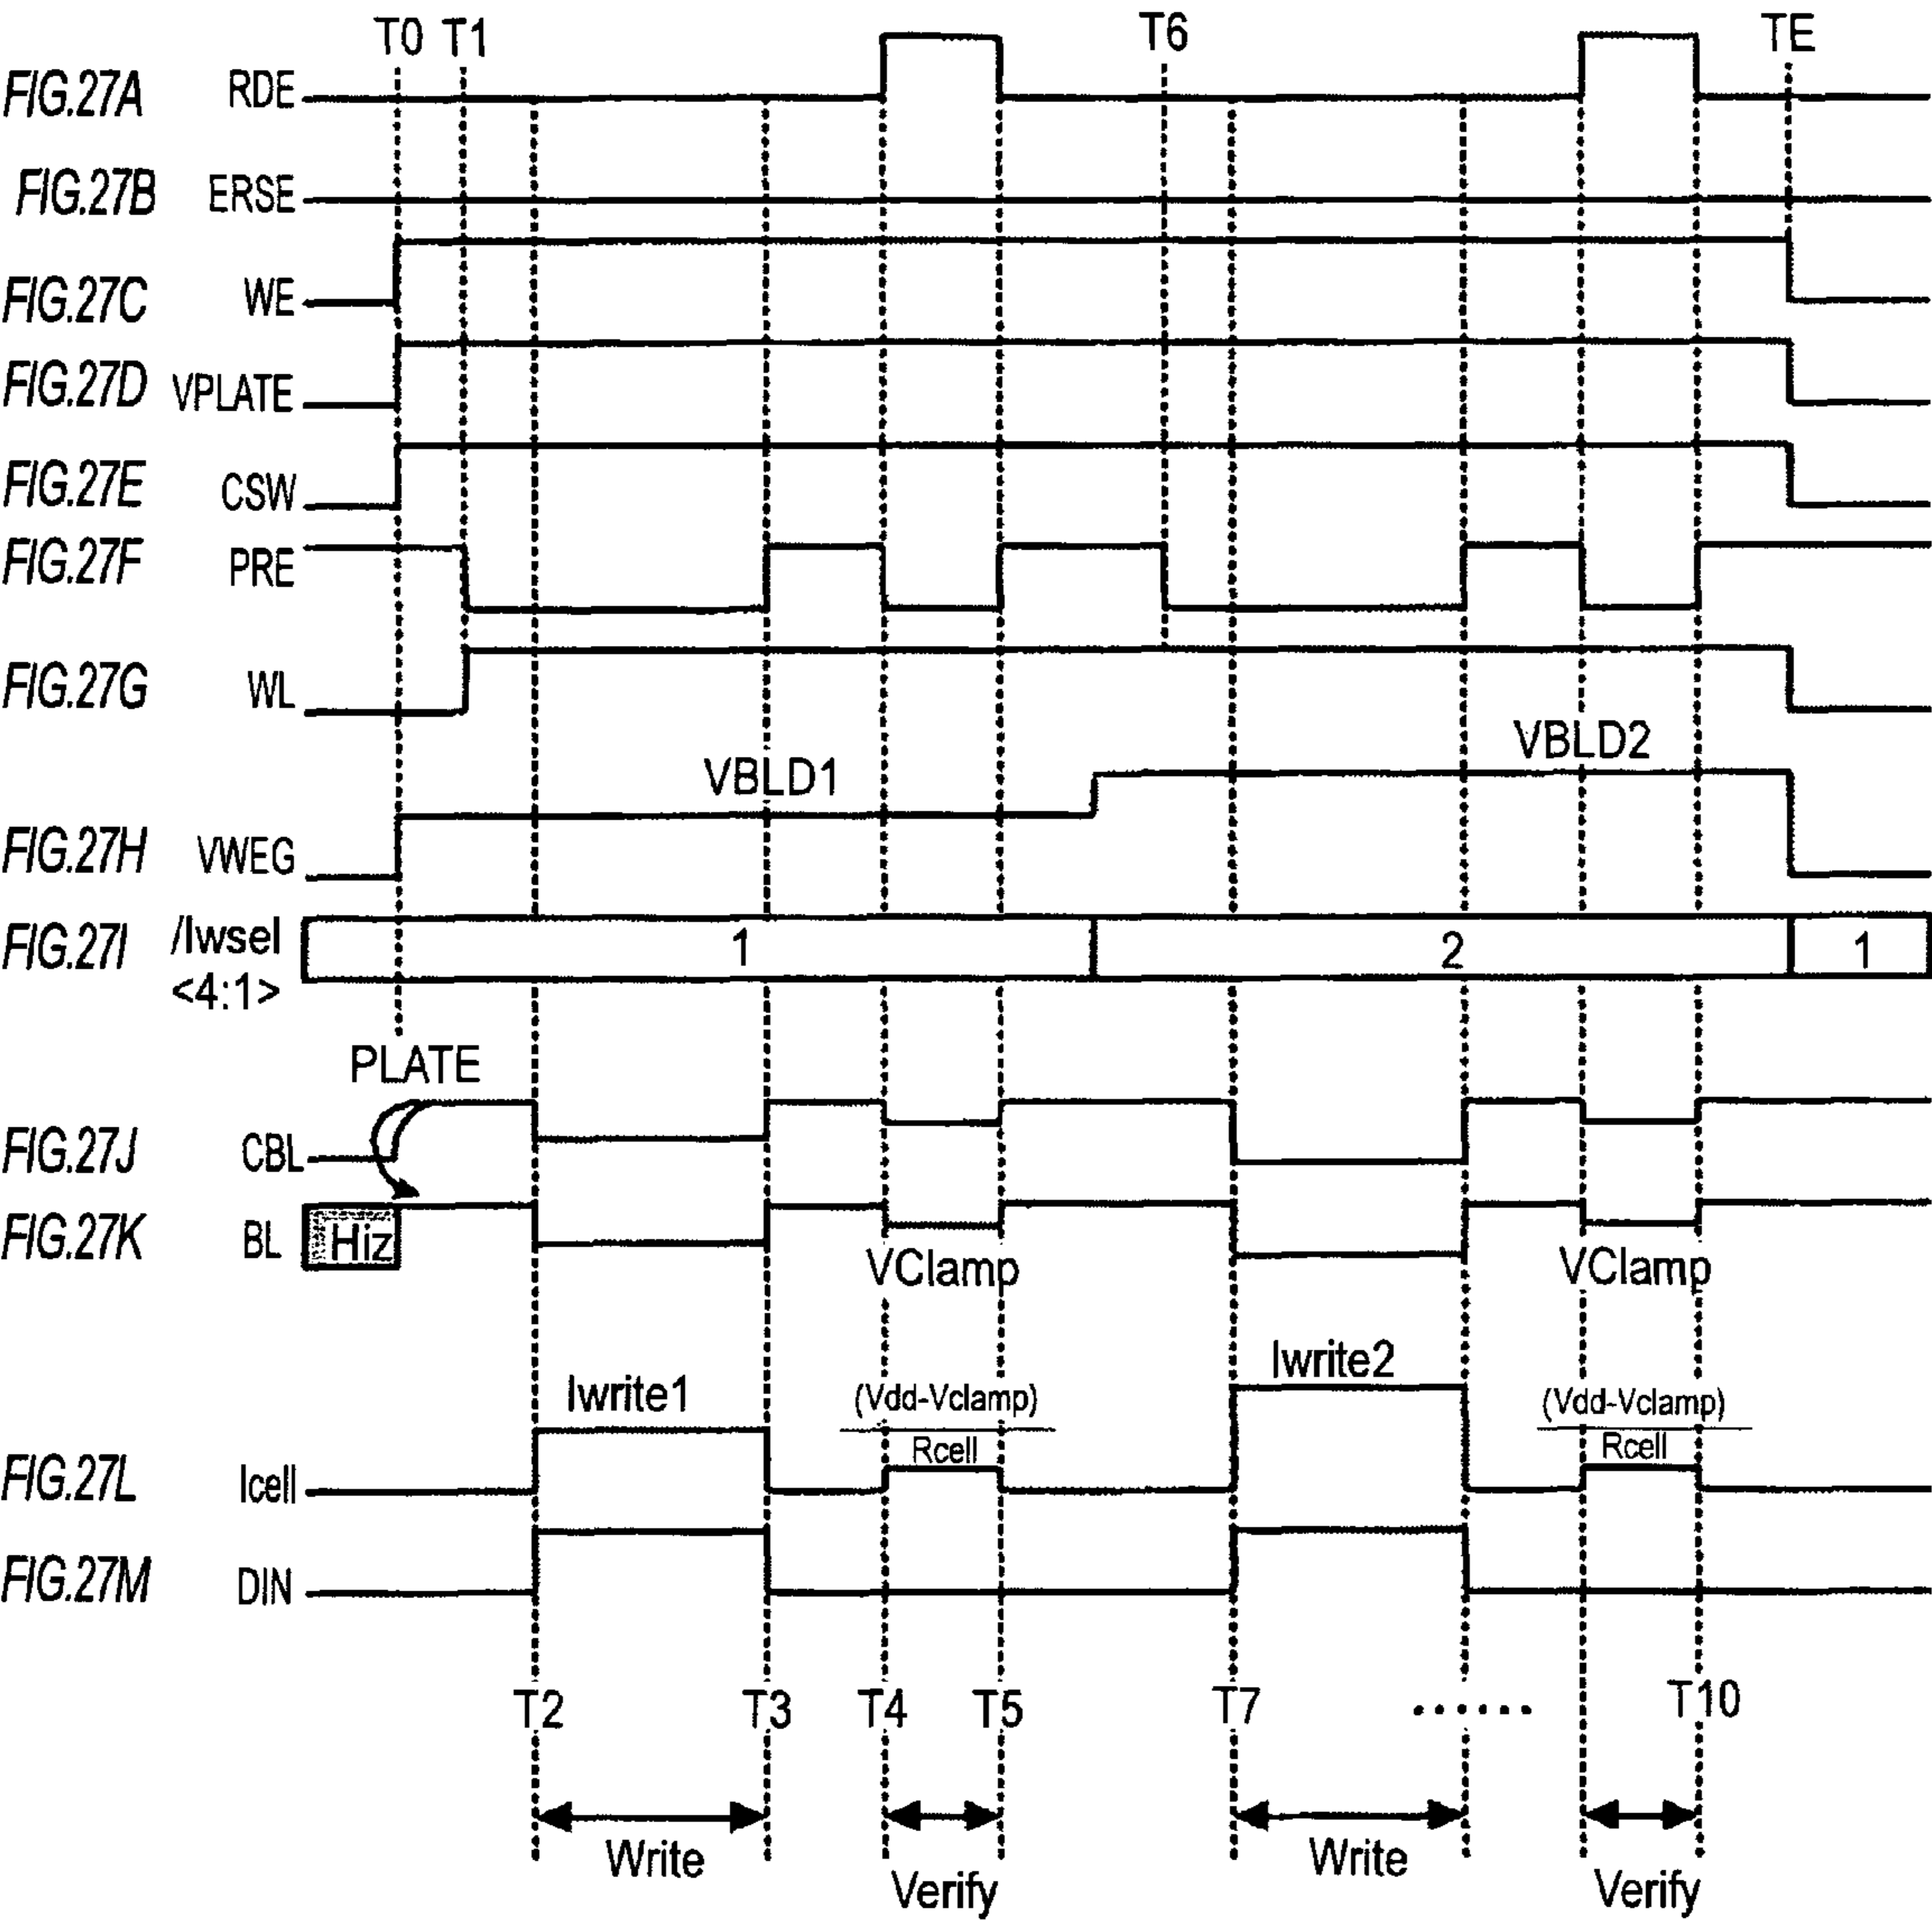 T0 T1 T6 TE
FIG.27A RDE
FIG.27B ERSE
FIG.27C WE
FIG.27D VPLATE
FIG.27E CSW
FIG.27F PRE
FIG.27G WL
VBLD1 VBLD2
FIG.27H VWEG
FIG.27I /Iwsel 1 2 1
<4:1>
PLATE
FIG.27J CBL
FIG.27K BL Hiz
VClamp VClamp
Iwrite1 (Vdd-Vclamp) Iwrite2 (Vdd-Vclamp)
Rcell Rcell
FIG.27L Icell
FIG.27M DIN
T2 T3 T4 T5 T7 ...... T10
Write Verify Write Verify